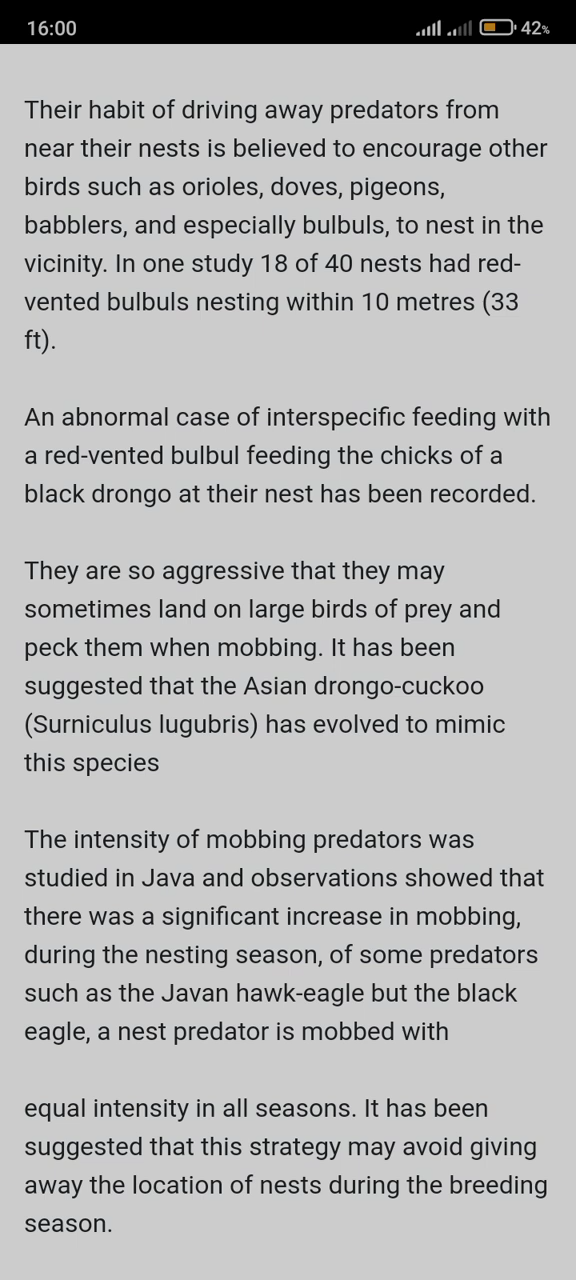 16:00
42%
Their habit of driving away predators from
near their nests is believed to encourage other
birds such as orioles, doves, pigeons,
babblers, and especially bulbuls, to nest in the
vicinity. In one study 18 of 40 nests had red-
vented bulbuls nesting within 10 metres (33
ft).
An abnormal case of interspecific feeding with
a red-vented bulbul feeding the chicks of a
black drongo at their nest has been recorded.
They are so aggressive that they may
sometimes land on large birds of prey and
peck them when mobbing. It has been
suggested that the Asian drongo-cuckoo
(Surniculus lugubris) has evolved to mimic
this species
The intensity of mobbing predators was
studied in Java and observations showed that
there was a significant increase in mobbing,
during the nesting season, of some predators
such as the Javan hawk-eagle but the black
eagle, a nest predator is mobbed with
equal intensity in all seasons. It has been
suggested that this strategy may avoid giving
away the location of nests during the breeding
season.